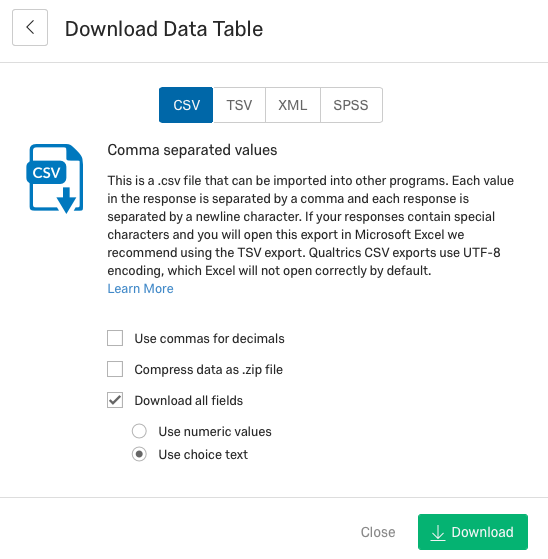 Download Data Table
CSV TSV XML SPSS
Comma separated values
CSV
This is a .csv file that can be imported into other programs. Each value
in the response is separated by a comma and each response is
separated by a newline character. If your responses contain special
characters and you will open this export in Microsoft Excel we
recommend using the TSV export. Qualtrics CSV exports use UTF-8
encoding, which Excel will not open correctly by default.
Learn More
Use commas for decimals
Compress data as .zip file
Download all fields
Use numeric values
Use choice text
Close Download